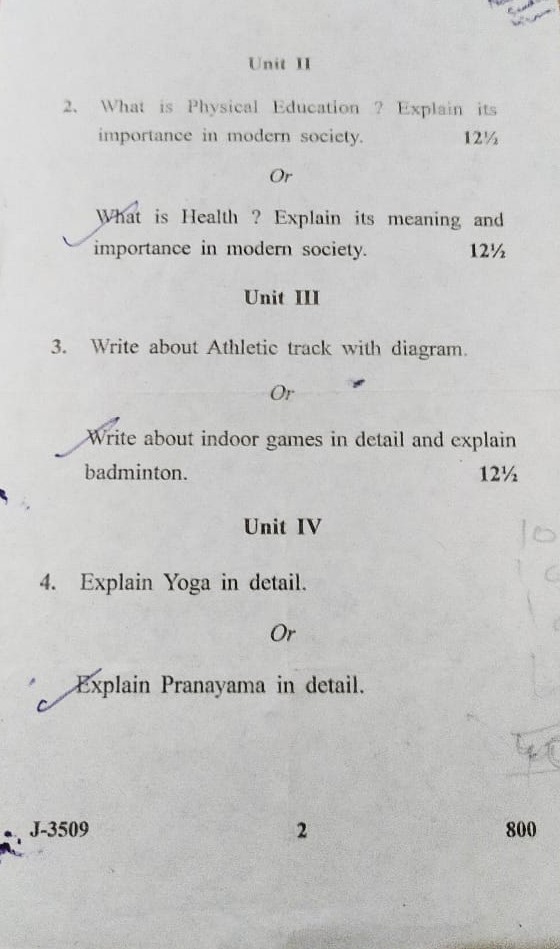 Unit II
2. What is Physical Education ? Explain its
importance in modern society. 12½
Or
What is Health ? Explain its meaning and
importance in modern society. 12½
Unit III
3. Write about Athletic track with diagram.
Or
Write about indoor games in detail and explain
badminton. 12½
Unit IV
4. Explain Yoga in detail.
Or
Explain Pranayama in detail.
J-3509 2 800